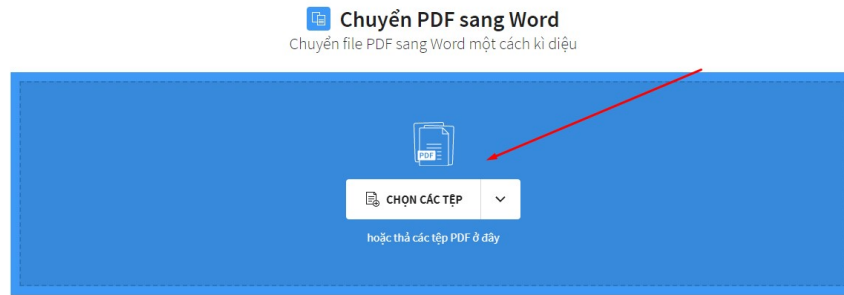 Chuyển PDF sang Word
Chuyển file PDF sang Word một cách kì diệu
PDF
CHỌN CÁC TỆP
hoặc thả các tệp PDF ở đây